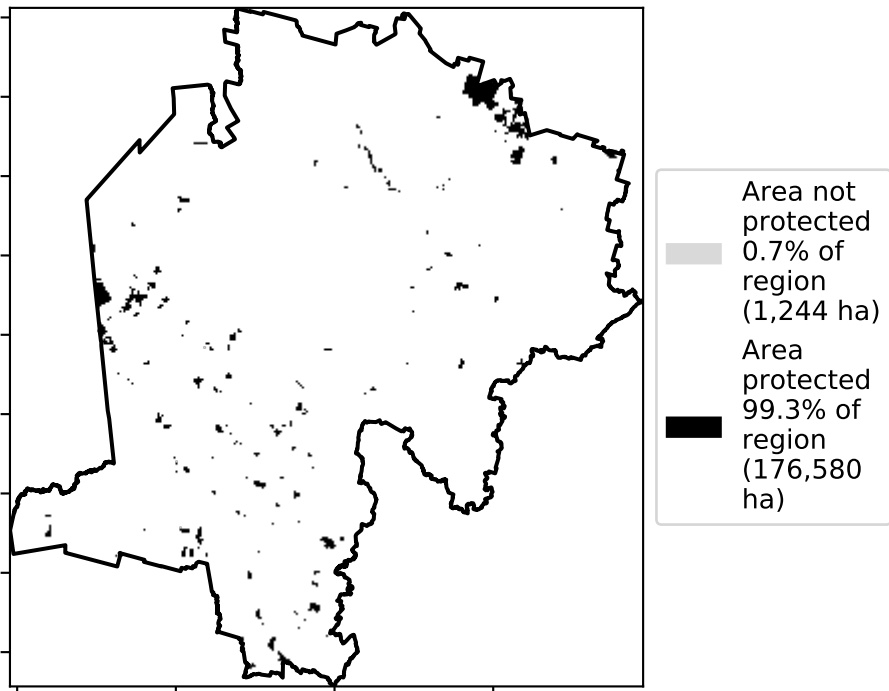 Area not
protected
0.7% of
region
(1,244 ha)
Area
protected
99.3% of
region
(176,580
ha)